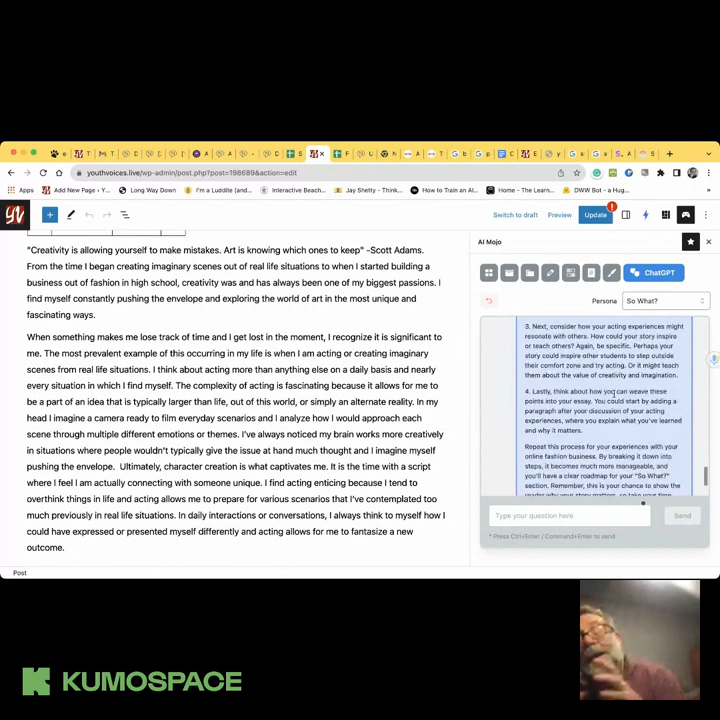 youthvoices.live/wp-admin/post.php?post=198689&action=edit
Apps
Add New Page ‹ Y...
Long Way Down
I'm a Luddite (and...
Interactive Beach...
Jay Shetty - Thinki...
How to Train an AI...
Home - The Learn...
DWW Bot - a Hug...
Switch to draft
Preview
Update
"Creativity is allowing yourself to make mistakes. Art is knowing which ones to keep" -Scott Adams.
From the time I began creating imaginary scenes out of real life situations to when I started building a
business out of fashion in high school, creativity was and has always been one of my biggest passions. I
find myself constantly pushing the envelope and exploring the world of art in the most unique and
fascinating ways.
When something makes me lose track of time and I get lost in the moment, I recognize it is significant to
me. The most prevalent example of this occurring in my life is when I am acting or creating imaginary
scenes from real life situations. I think about acting more than anything else on a daily basis and nearly
every situation in which I find myself. The complexity of acting is fascinating because it allows for me to
be a part of an idea that is typically larger than life, out of this world, or simply an alternate reality. In my
head I imagine a camera ready to film everyday scenarios and I analyze how I would approach each
scene through multiple different emotions or themes. I've always noticed my brain works more creatively
in situations where people wouldn't typically give the issue at hand much thought and I imagine myself
pushing the envelope. Ultimately, character creation is what captivates me. It is the time with a script
where I feel I am actually connecting with someone unique. I find acting enticing because I tend to
overthink things in life and acting allows me to prepare for various scenarios that I've contemplated too
much previously in real life situations. In daily interactions or conversations, I always think to myself how I
could have expressed or presented myself differently and acting allows for me to fantasize a new
outcome.
Post
AI Mojo
ChatGPT
Persona
So What?
3. Next, consider how your acting experiences might
resonate with others. How could your story inspire
or teach others? Again, be specific. Perhaps your
story could inspire other students to step outside
their comfort zone and try acting. Or it might teach
them about the value of creativity and imagination.
4. Lastly, think about how you can weave these
points into your essay. You could start by adding a
paragraph after your discussion of your acting
experiences, where you explain what you've learned
and why it matters.
Repeat this process for your experiences with your
online fashion business. By breaking it down into
steps, it becomes much more manageable, and
you'll have a clear roadmap for your "So What?"
section. Remember, this is your chance to show the
reader why your story matters, so take your time
Type your question here
Send
* Press Ctrl+Enter / Command+Enter to send
KUMOSPACE